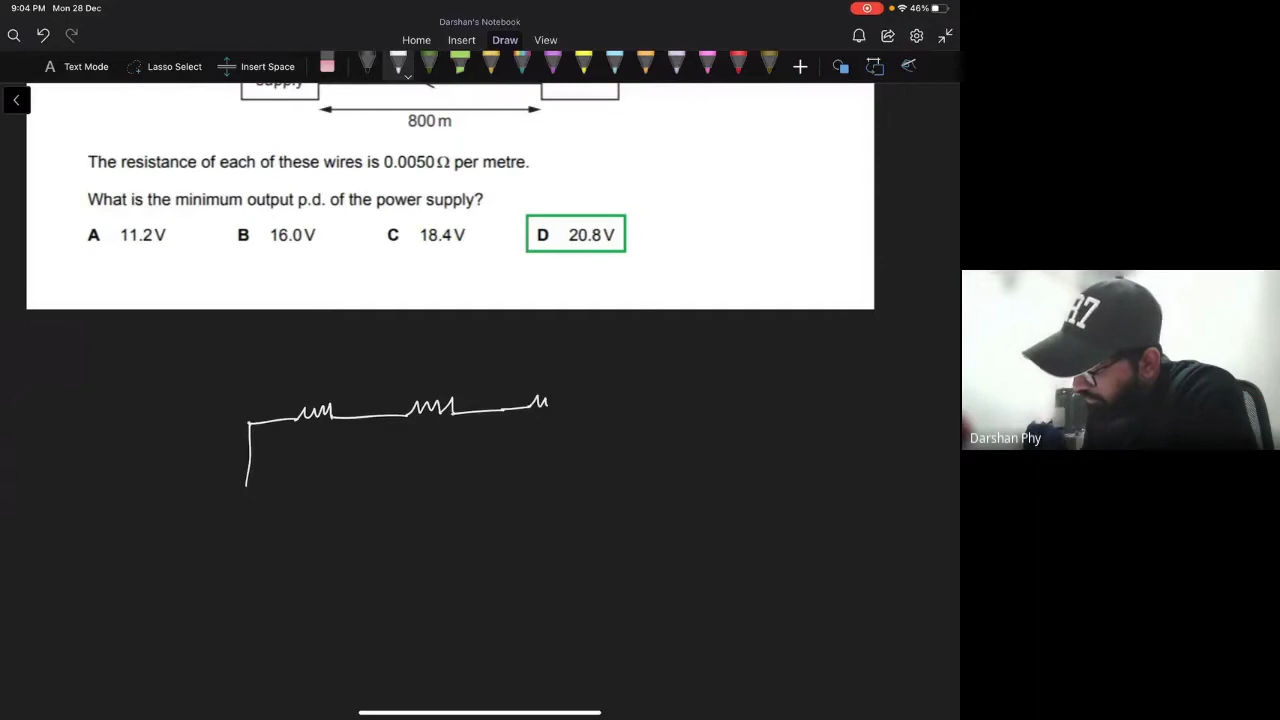 9:04 PM Mon 28 Dec
46%
Darshan's Notebook
Home Insert Draw View
Text Mode Lasso Select Insert Space
supply
800 m
The resistance of each of these wires is 0.0050 Ω per metre.
What is the minimum output p.d. of the power supply?
A 11.2 V B 16.0 V C 18.4 V D 20.8 V
Darshan Phy